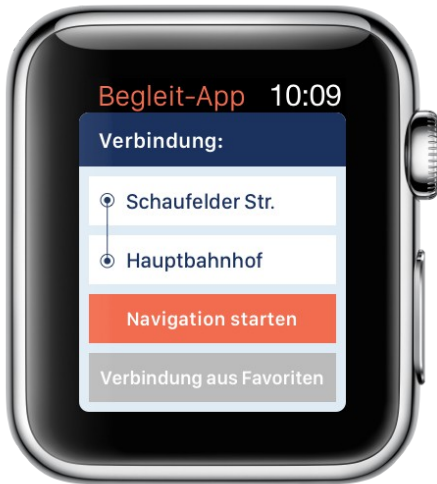 Begleit-App 10:09
Verbindung:
Schaufelder Str.
Hauptbahnhof
Navigation starten
Verbindung aus Favoriten